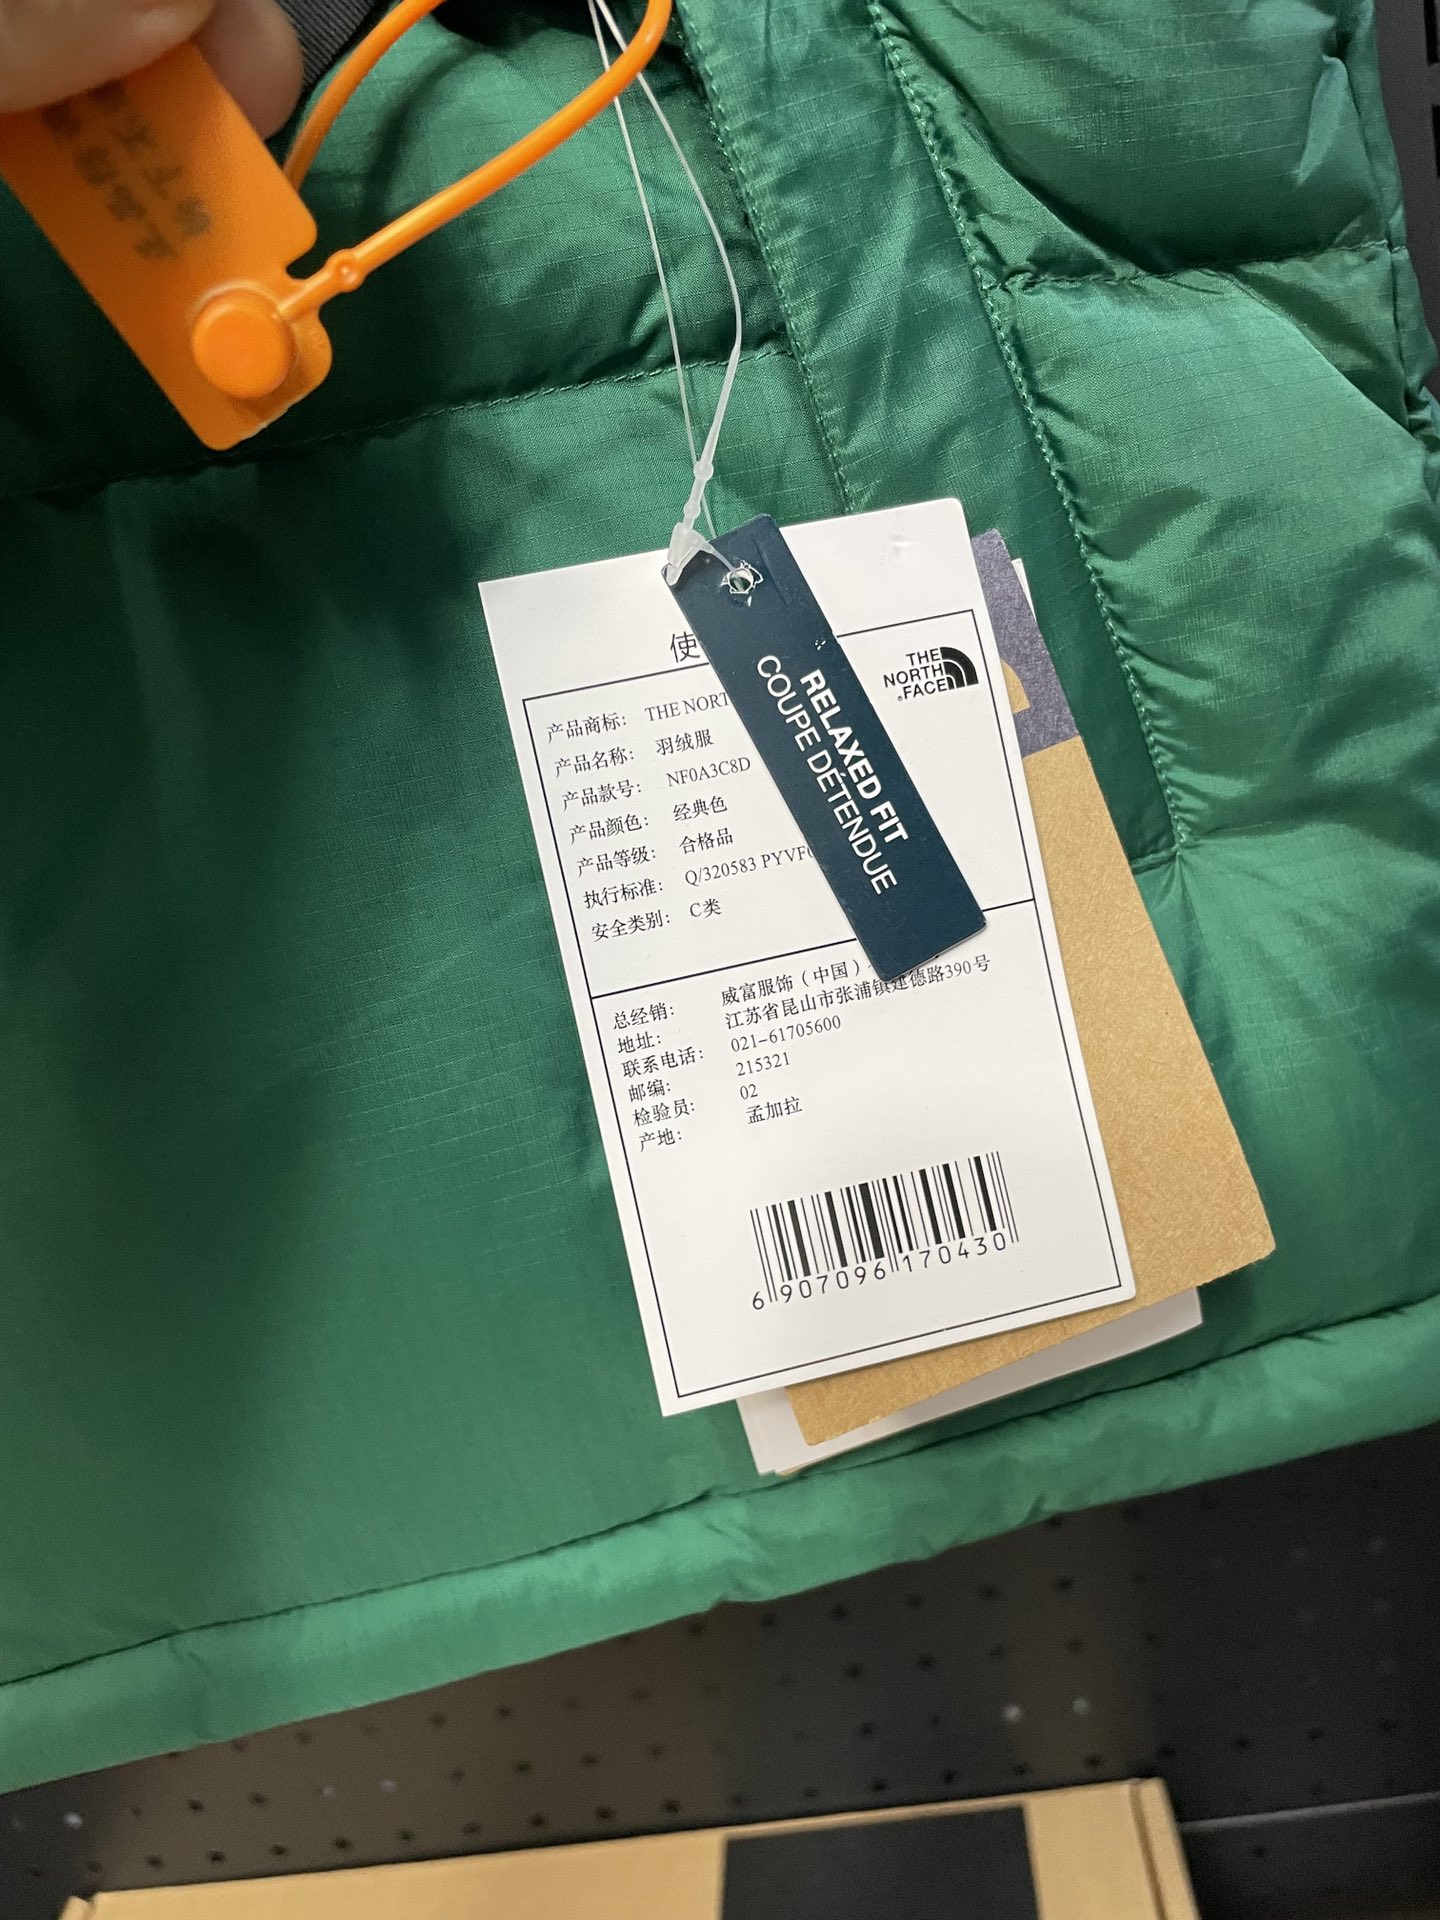 使
THE
NORTH
FACE
产品商标: THE NORT
产品名称: 羽绒服
产品款号: NF0A3C8D
产品颜色: 经典色
产品等级: 合格品
执行标准: Q/320583 PYVF
安全类别: C类
RELAXED FIT
COUPE DÉTENDUE
总经销: 威富服饰（中国）
地址: 江苏省昆山市张浦镇建德路390号
联系电话: 021-61705600
邮编: 215321
检验员: 02
产地: 孟加拉
6 907096 170430